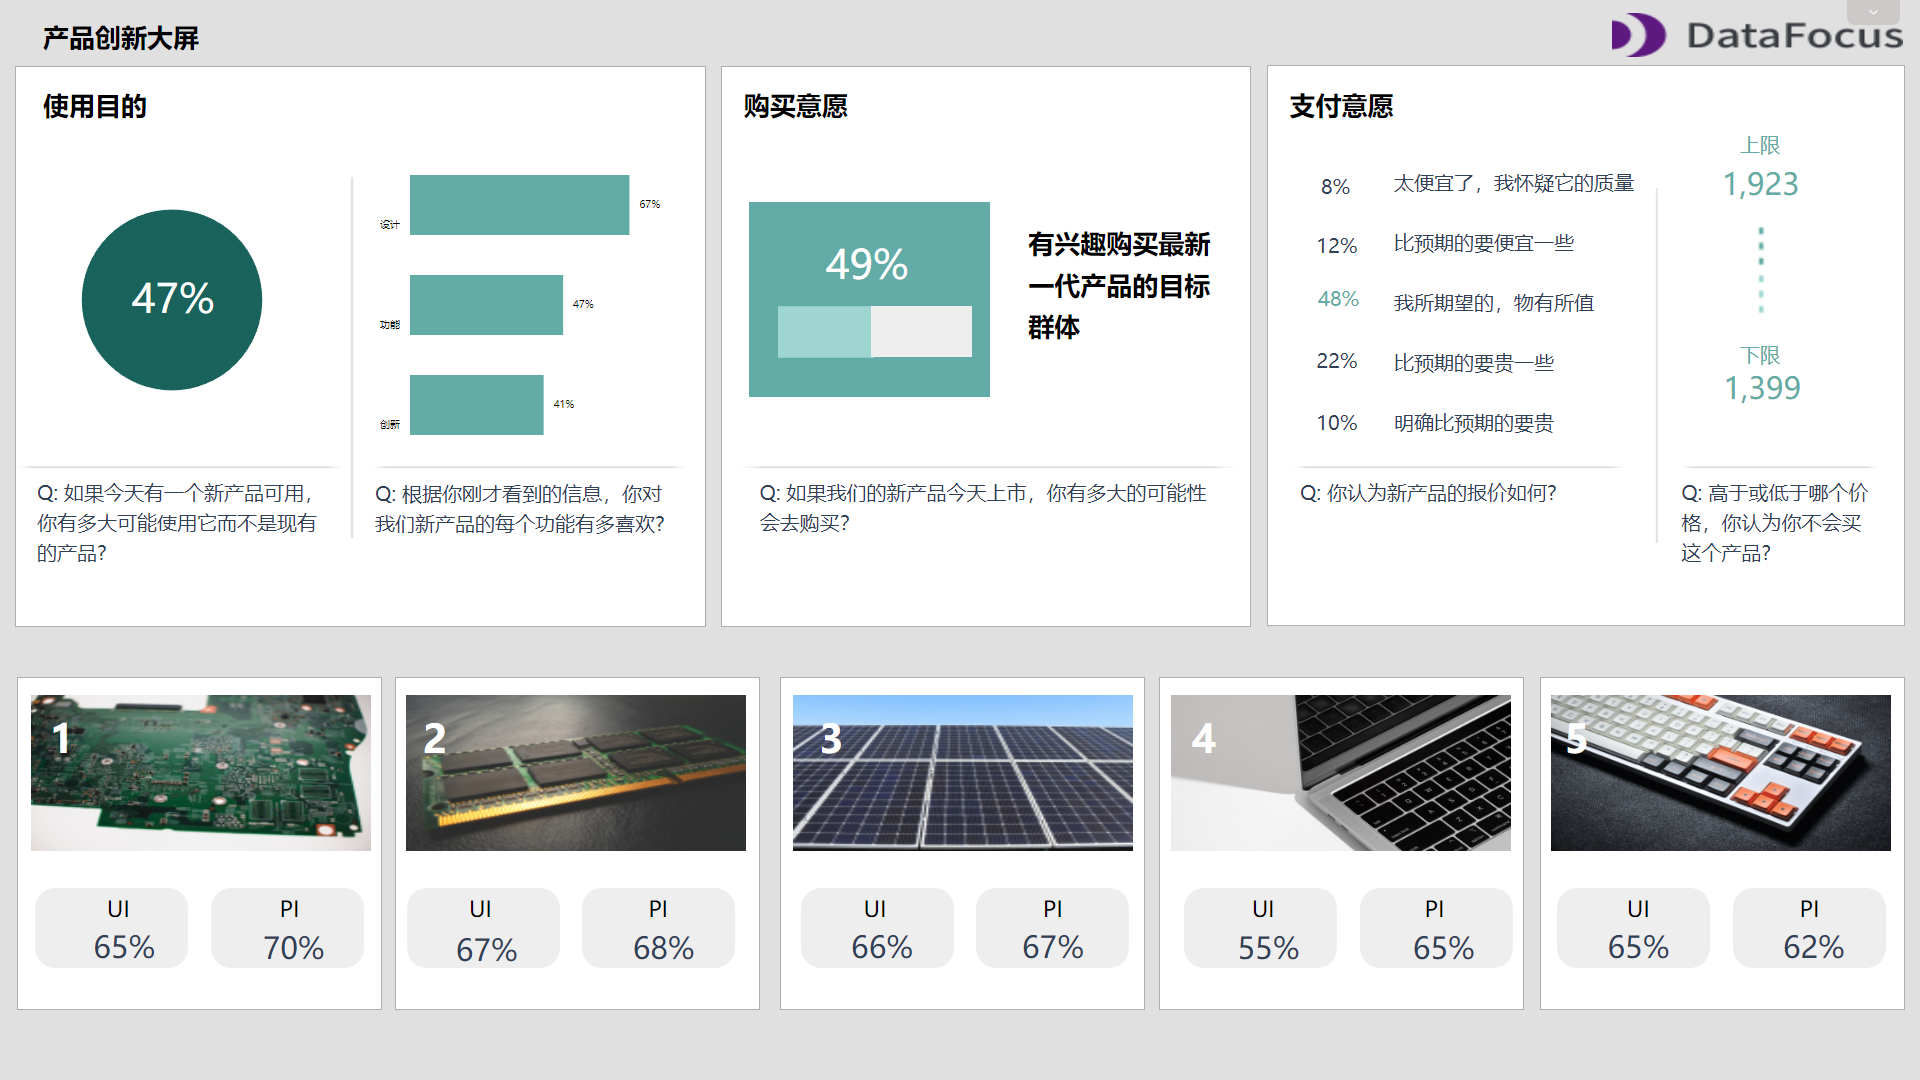 产品创新大屏
DataFocus
使用目的
47%
设计
67%
功能
47%
创新
41%
Q: 如果今天有一个新产品可用，
你有多大可能使用它而不是现有
的产品?
Q: 根据你刚才看到的信息，你对
我们新产品的每个功能有多喜欢?
购买意愿
49%
有兴趣购买最新
一代产品的目标
群体
Q: 如果我们的新产品今天上市，你有多大的可能性
会去购买?
支付意愿
8% 太便宜了，我怀疑它的质量
12% 比预期的要便宜一些
48% 我所期望的，物有所值
22% 比预期的要贵一些
10% 明确比预期的要贵
Q: 你认为新产品的报价如何?
上限
1,923
下限
1,399
Q: 高于或低于哪个价
格，你认为你不会买
这个产品?
1
UI PI
65% 70%
2
UI PI
67% 68%
3
UI PI
66% 67%
4
UI PI
55% 65%
5
UI PI
65% 62%